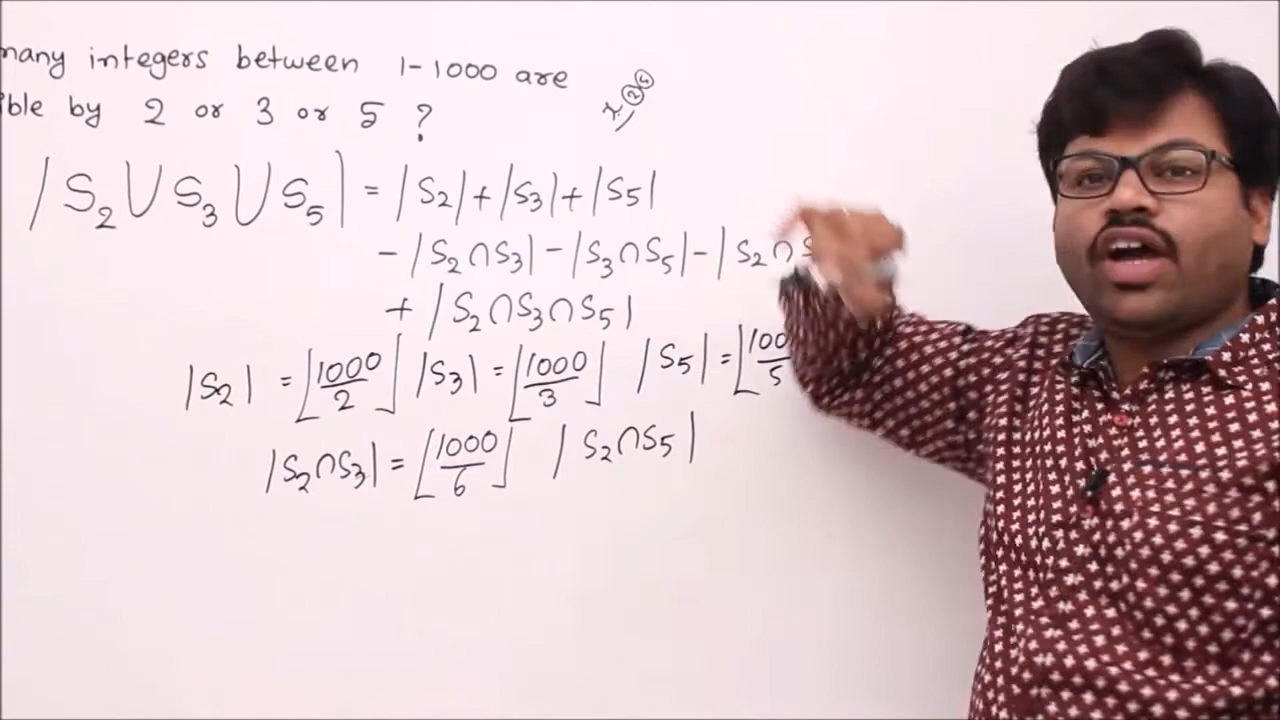 many integers between 1-1000 are
ible by 2 or 3 or 5 ?
|S₂∪S₃∪S₅| = |S₂|+|S₃|+|S₅|
-|S₂∩S₃|-|S₃∩S₅|-|S₂∩S
+ |S₂∩S₃∩S₅|
|S₂| = ⌊1000/2⌋ |S₃| = ⌊1000/3⌋ |S₅| = ⌊100/5
|S₂∩S₃| = ⌊1000/6⌋ |S₂∩S₅|